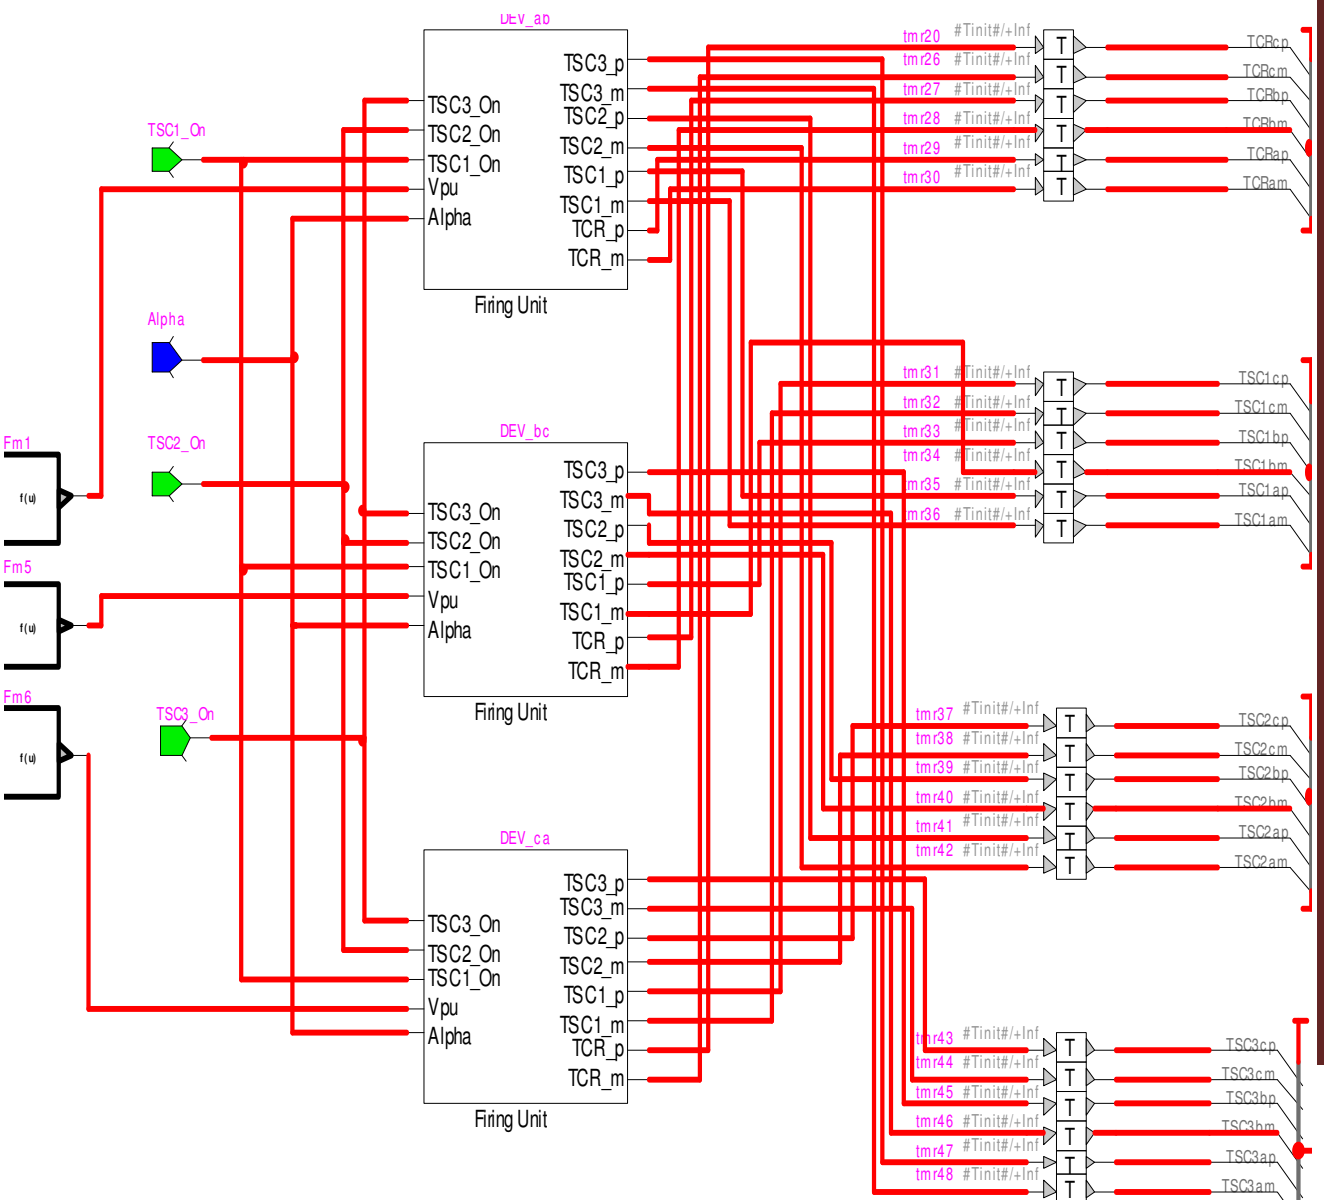 DEV_ab
TSC3_p
TSC3_m
TSC2_p
TSC2_m
TSC1_p
TSC1_m
TCR_p
TCR_m
TSC3_On
TSC2_On
TSC1_On
Vpu
Alpha
Firing Unit
TSC1_On
Alpha
TSC2_On
TSC3_On
Fm1
f(u)
Fm5
f(u)
Fm6
f(u)
DEV_bc
TSC3_p
TSC3_m
TSC2_p
TSC2_m
TSC1_p
TSC1_m
TCR_p
TCR_m
TSC3_On
TSC2_On
TSC1_On
Vpu
Alpha
Firing Unit
DEV_ca
TSC3_p
TSC3_m
TSC2_p
TSC2_m
TSC1_p
TSC1_m
TCR_p
TCR_m
TSC3_On
TSC2_On
TSC1_On
Vpu
Alpha
Firing Unit
tmr20 #Tinit#/+Inf T TCRcp
tmr26 #Tinit#/+Inf T TCRcm
tmr27 #Tinit#/+Inf T TCRbp
tmr28 #Tinit#/+Inf T TCRbm
tmr29 #Tinit#/+Inf T TCRap
tmr30 #Tinit#/+Inf T TCRam
tmr31 #Tinit#/+Inf T TSC1cp
tmr32 #Tinit#/+Inf T TSC1cm
tmr33 #Tinit#/+Inf T TSC1bp
tmr34 #Tinit#/+Inf T TSC1bm
tmr35 #Tinit#/+Inf T TSC1ap
tmr36 #Tinit#/+Inf T TSC1am
tmr37 #Tinit#/+Inf T TSC2cp
tmr38 #Tinit#/+Inf T TSC2cm
tmr39 #Tinit#/+Inf T TSC2bp
tmr40 #Tinit#/+Inf T TSC2bm
tmr41 #Tinit#/+Inf T TSC2ap
tmr42 #Tinit#/+Inf T TSC2am
tmr43 #Tinit#/+Inf T TSC3cp
tmr44 #Tinit#/+Inf T TSC3cm
tmr45 #Tinit#/+Inf T TSC3bp
tmr46 #Tinit#/+Inf T TSC3bm
tmr47 #Tinit#/+Inf T TSC3ap
tmr48 #Tinit#/+Inf T TSC3am